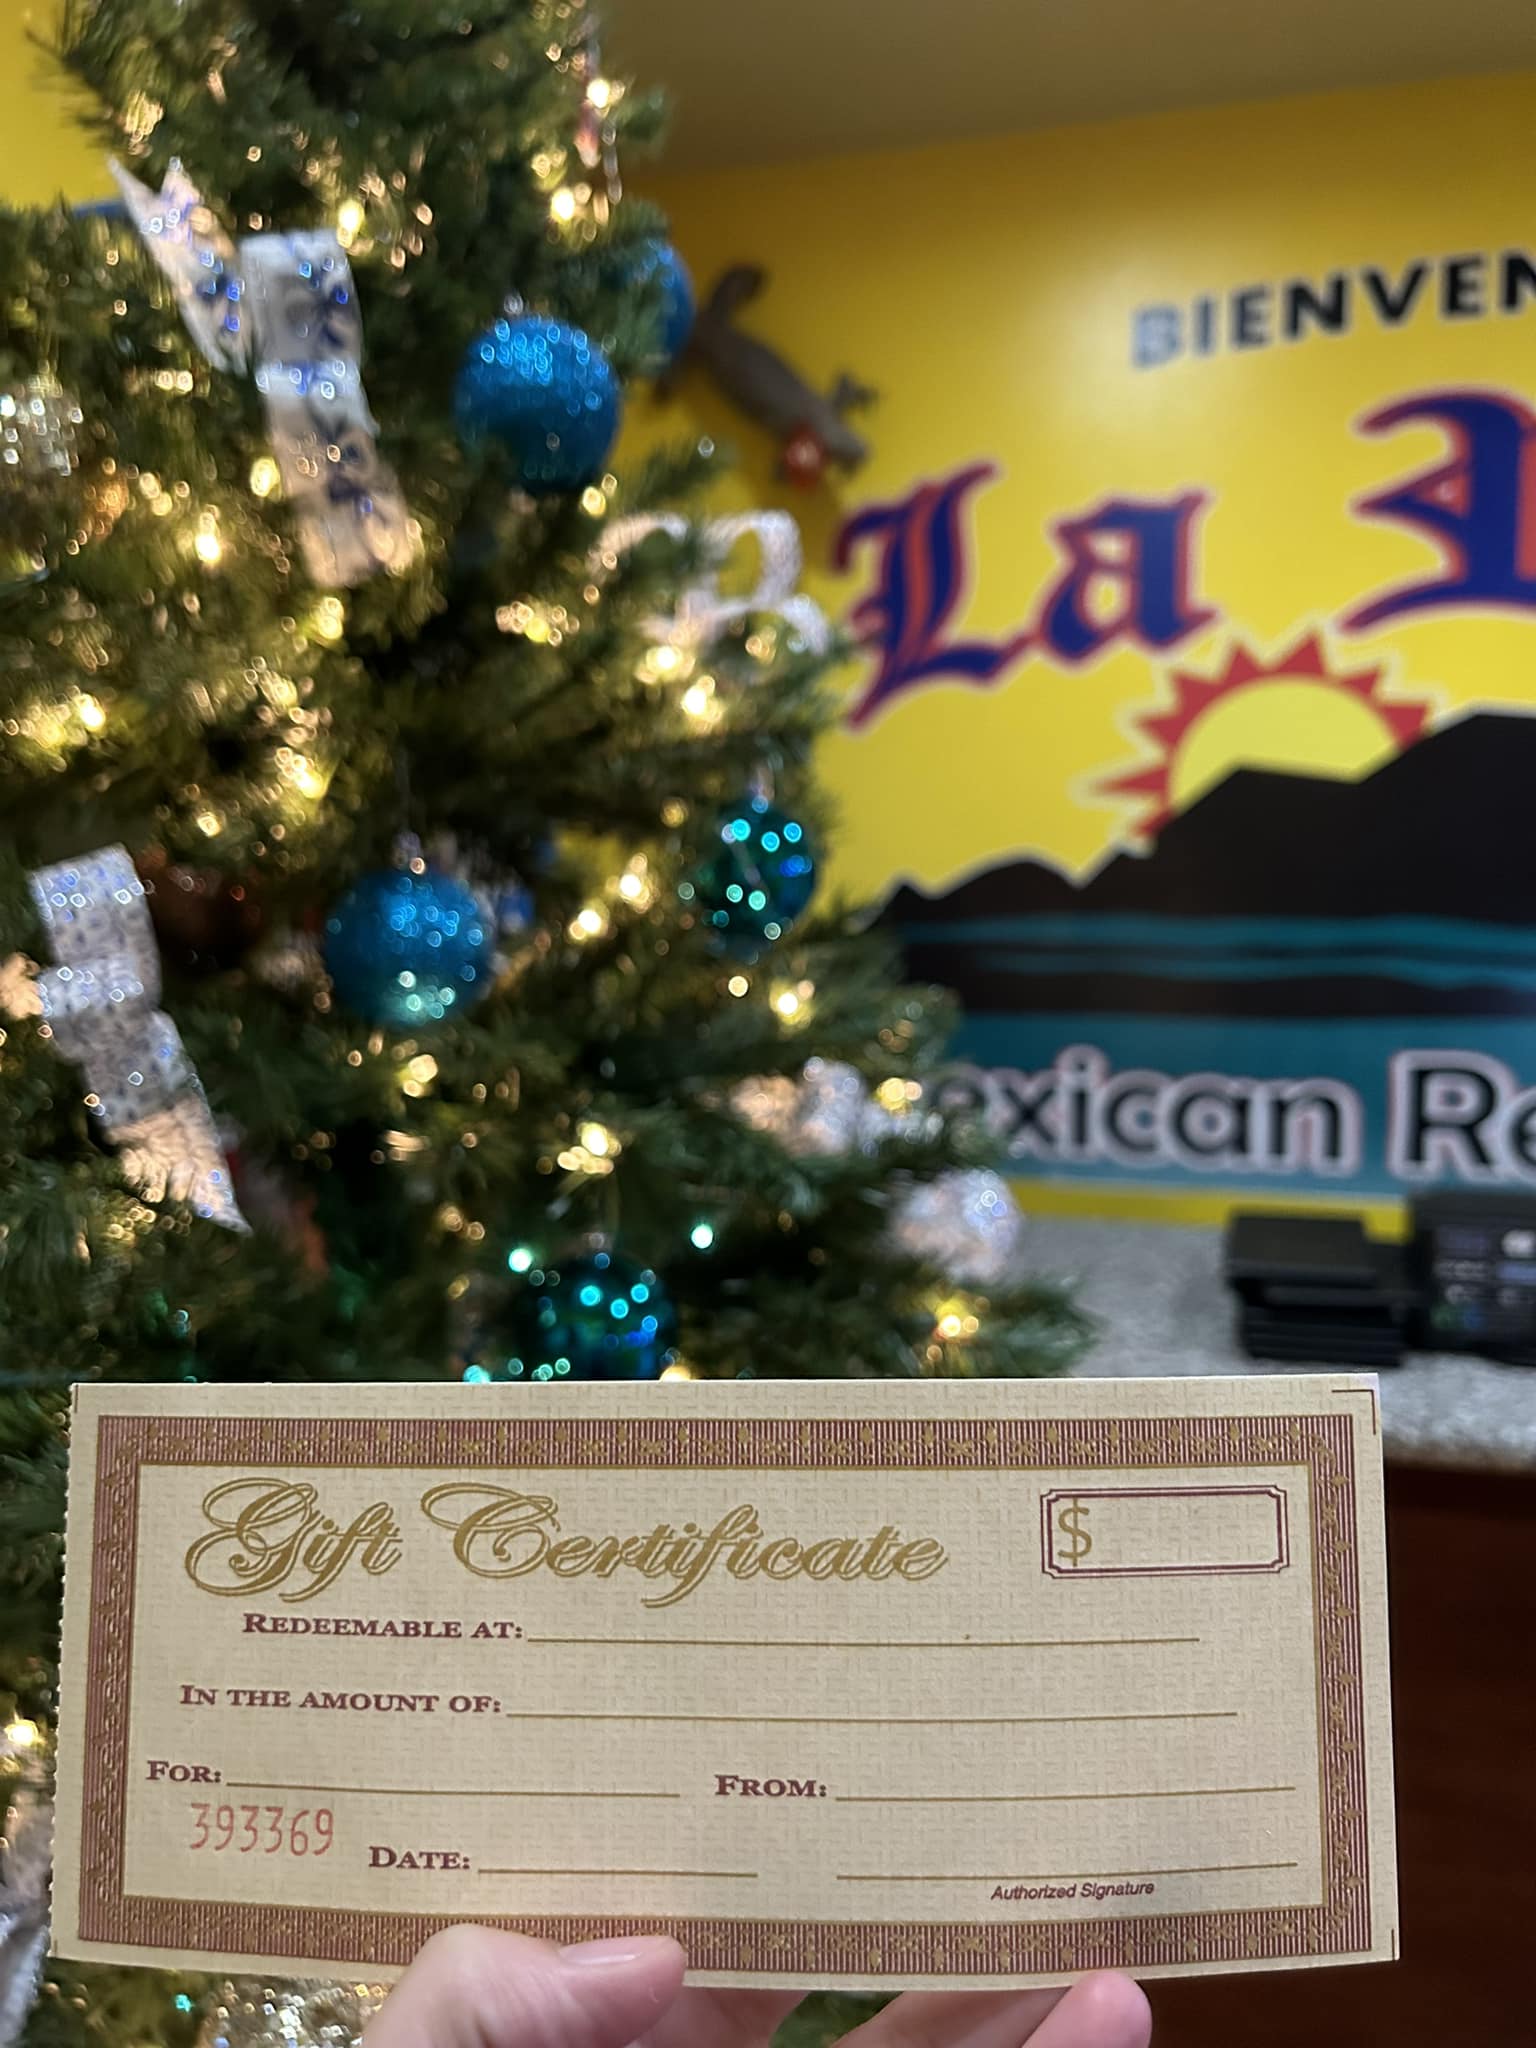 BIENVEN
La
exican Re
Gift Certificate
$
REDEEMABLE AT:
IN THE AMOUNT OF:
FOR:
FROM:
393369
DATE:
Authorized Signature